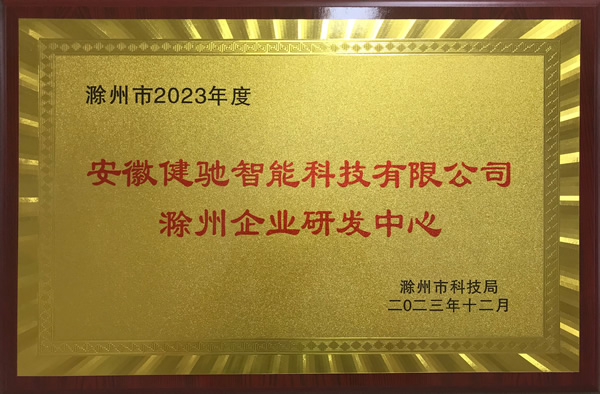 滁州市2023年度
安徽健驰智能科技有限公司
滁州企业研发中心
滁州市科技局
二0二三年十二月